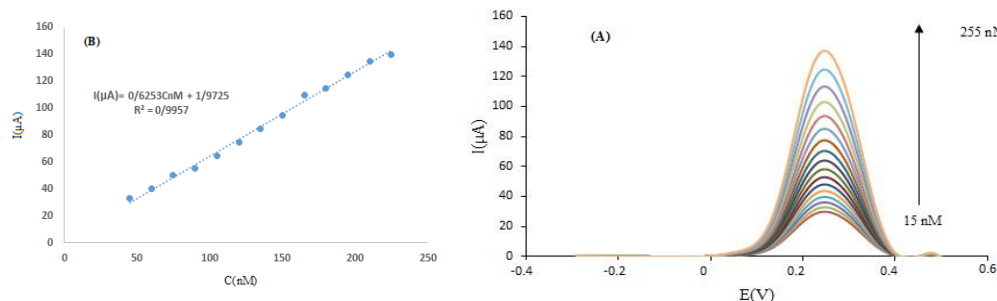 (B)
I(µA)= 0/6253CnM + 1/9725
R² = 0/9957
I(µA)
160
140
120
100
80
60
40
20
0
0 50 100 150 200 250
C(nM)
(A)
255 nM
15 nM
I(µA)
160
140
120
100
80
60
40
20
0
-0.4 -0.2 0 0.2 0.4 0.6
E(V)